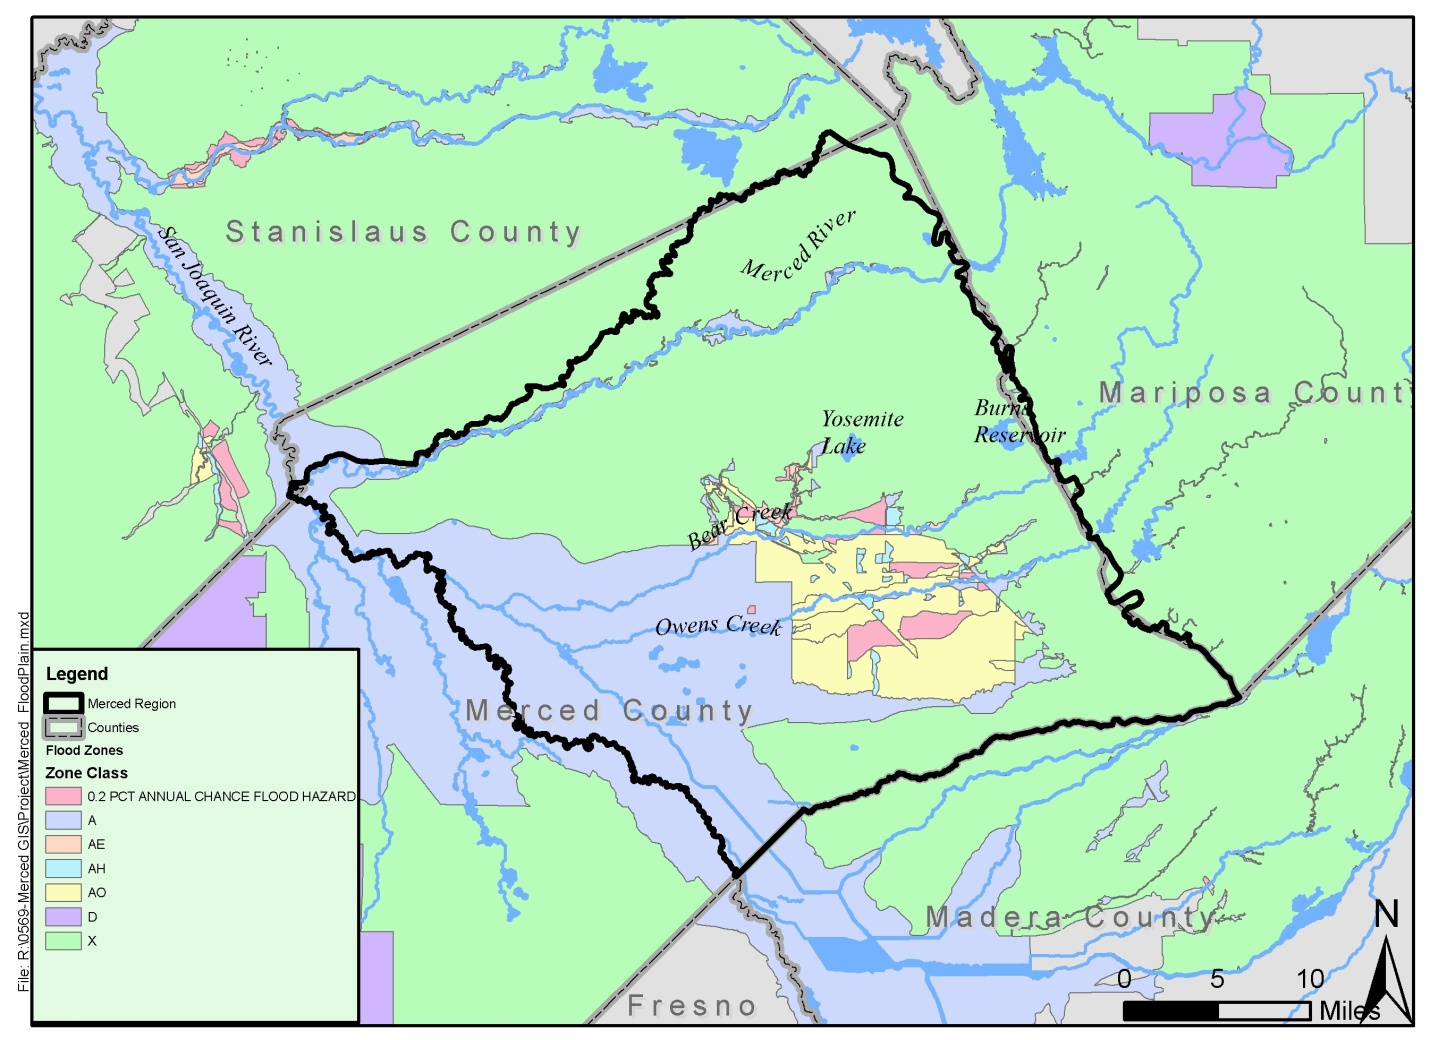 Stanislaus County
San Joaquin River
Merced River
Mariposa County
Yosemite
Lake
Burns
Reservoir
Bear Creek
Owens Creek
Merced County
Madera County
Fresno
Legend
Merced Region
Counties
Flood Zones
Zone Class
0.2 PCT ANNUAL CHANCE FLOOD HAZARD
A
AE
AH
AO
D
X
N
0 5 10
Miles
File: R:\0569-Merced GIS\Project\Merced_FloodPlain.mxd